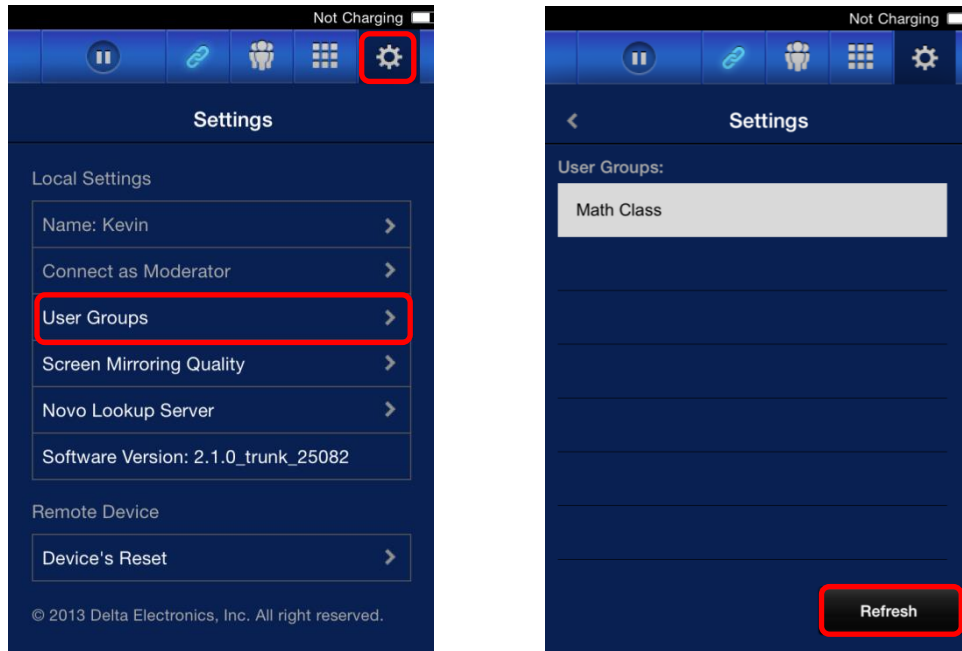 Not Charging
Settings
Local Settings
Name: Kevin
Connect as Moderator
User Groups
Screen Mirroring Quality
Novo Lookup Server
Software Version: 2.1.0_trunk_25082
Remote Device
Device's Reset
© 2013 Delta Electronics, Inc. All right reserved.
Not Charging
Settings
User Groups:
Math Class
Refresh